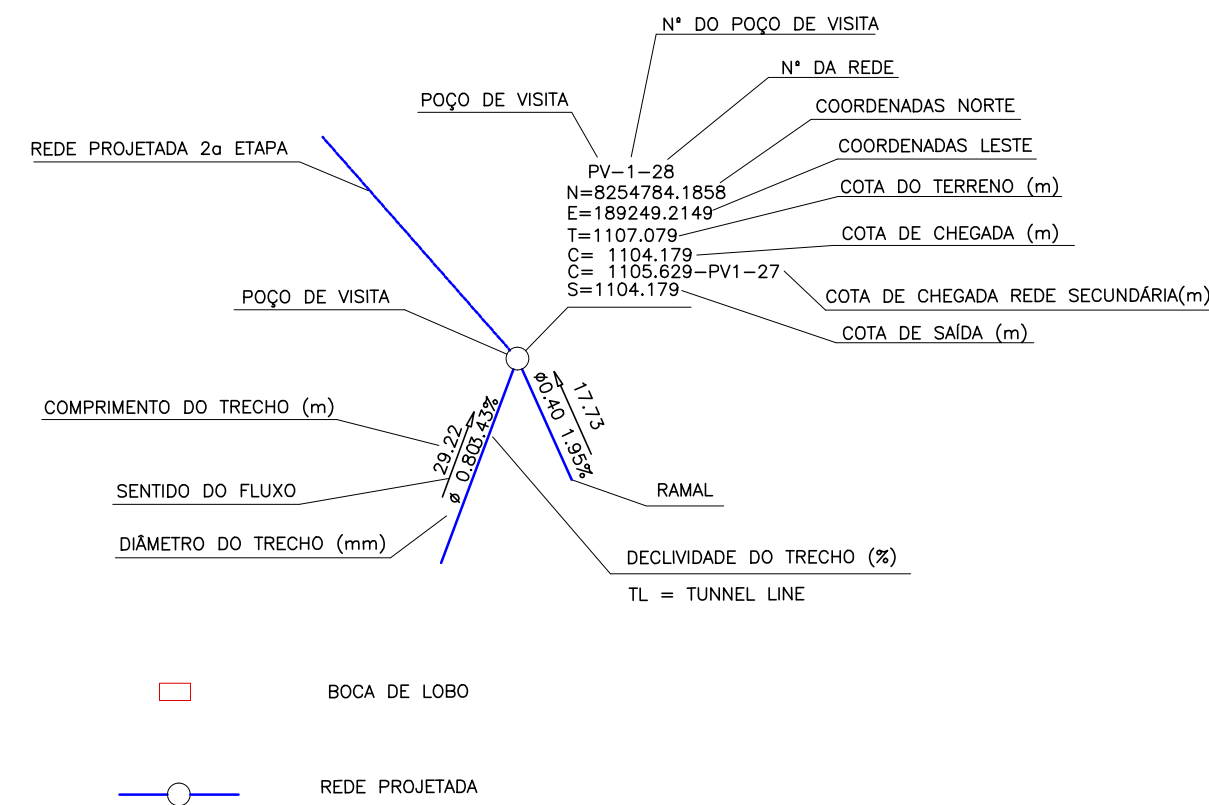 Nº DO POÇO DE VISITA
Nº DA REDE
POÇO DE VISITA
COORDENADAS NORTE
REDE PROJETADA 2a ETAPA
COORDENADAS LESTE
PV-1-28
N=8254784.1858
COTA DO TERRENO (m)
E=189249.2149
T=1107.079
COTA DE CHEGADA (m)
C= 1104.179
C= 1105.629-PV1-27
S=1104.179
POÇO DE VISITA
COTA DE CHEGADA REDE SECUNDÁRIA(m)
COTA DE SAÍDA (m)
COMPRIMENTO DO TRECHO (m)
29.22
ø 0.80
3.43%
17.73
ø0.40 1.95%
SENTIDO DO FLUXO
RAMAL
DIÂMETRO DO TRECHO (mm)
DECLIVIDADE DO TRECHO (%)
TL = TUNNEL LINE
BOCA DE LOBO
REDE PROJETADA